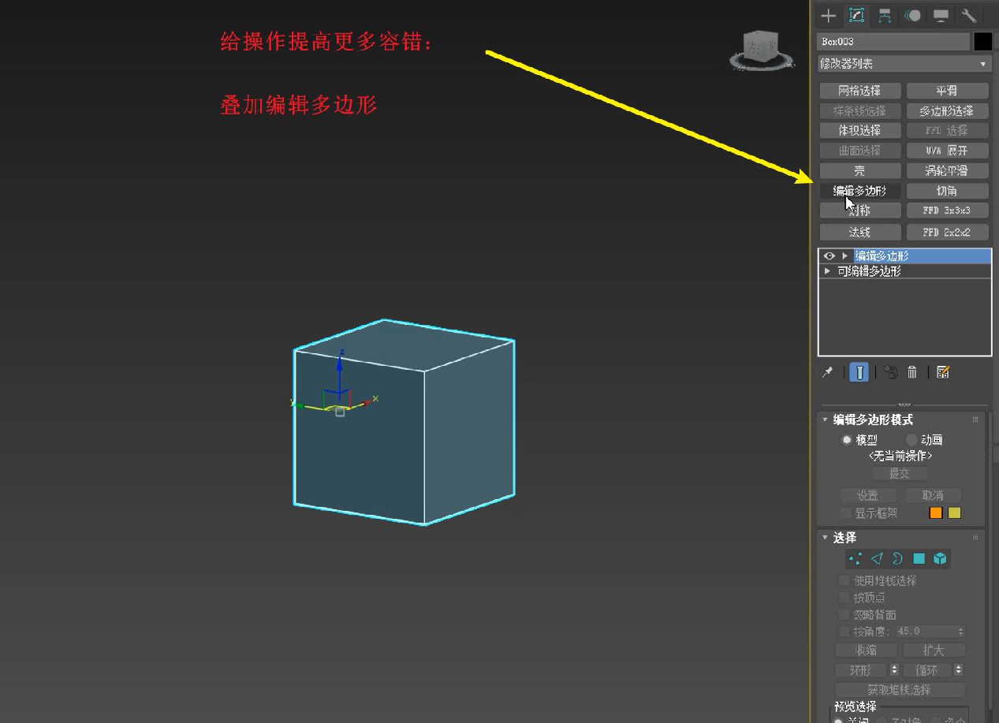 给操作提高更多容错：
叠加编辑多边形
Box003
修改器列表
网格选择 平滑
样条线选择 多边形选择
体积选择 FFD 选择
曲面选择 UVW 展开
壳 涡轮平滑
编辑多边形 切角
对称 FFD 3x3x3
法线 FFD 2x2x2
编辑多边形
可编辑多边形
z
x
y
编辑多边形模式
模型 动画
<无当前操作>
提交
设置 取消
显示框架
选择
使用堆栈选择
按顶点
忽略背面
按角度: 45.0
收缩 扩大
环形 循环
获取堆栈选择
预览选择